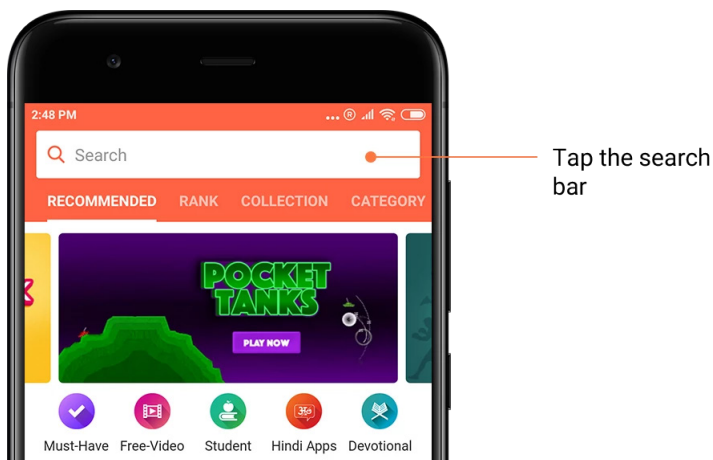 2:48 PM
Search
Tap the search
bar
RECOMMENDED RANK COLLECTION CATEGORY
POCKET
TANKS
PLAY NOW
Must-Have Free-Video Student Hindi Apps Devotional